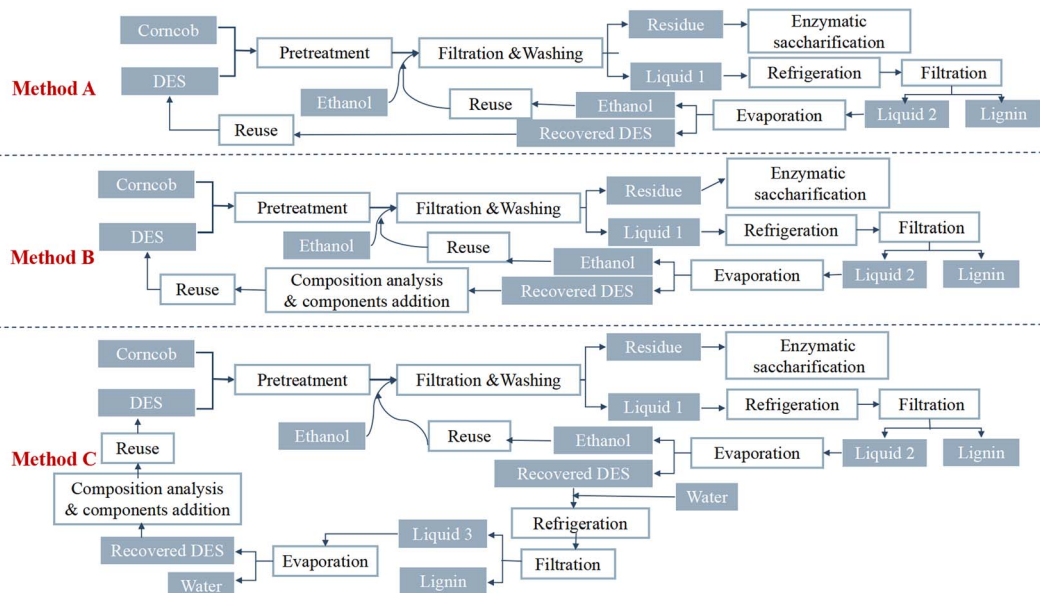 Method A
Corncob
DES
Pretreatment
Filtration &Washing
Residue
Enzymatic
saccharification
Liquid 1
Refrigeration
Filtration
Ethanol
Reuse
Ethanol
Evaporation
Liquid 2
Lignin
Reuse
Recovered DES
Method B
Corncob
DES
Pretreatment
Filtration &Washing
Residue
Enzymatic
saccharification
Liquid 1
Refrigeration
Filtration
Ethanol
Reuse
Ethanol
Evaporation
Liquid 2
Lignin
Reuse
Composition analysis
& components addition
Recovered DES
Method C
Corncob
DES
Pretreatment
Filtration &Washing
Residue
Enzymatic
saccharification
Liquid 1
Refrigeration
Filtration
Ethanol
Reuse
Ethanol
Evaporation
Liquid 2
Lignin
Reuse
Recovered DES
Composition analysis
& components addition
Water
Refrigeration
Recovered DES
Evaporation
Liquid 3
Filtration
Water
Lignin